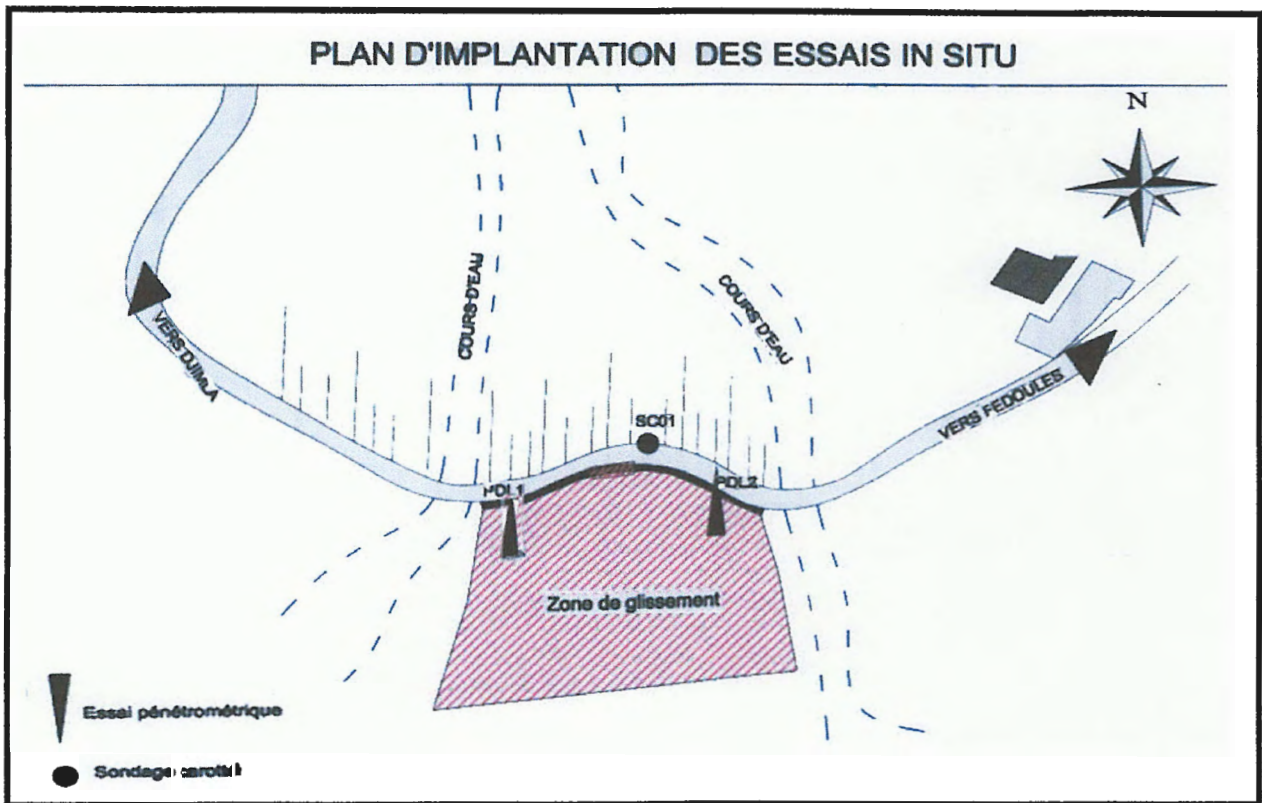 PLAN D'IMPLANTATION DES ESSAIS IN SITU
N
COURS D'EAU
COURS D'EAU
VERS DJIMLA
VERS FEDOULES
SC01
PDL1
PDL2
Zone de glissement
Essai pénétrométrique
Sondage